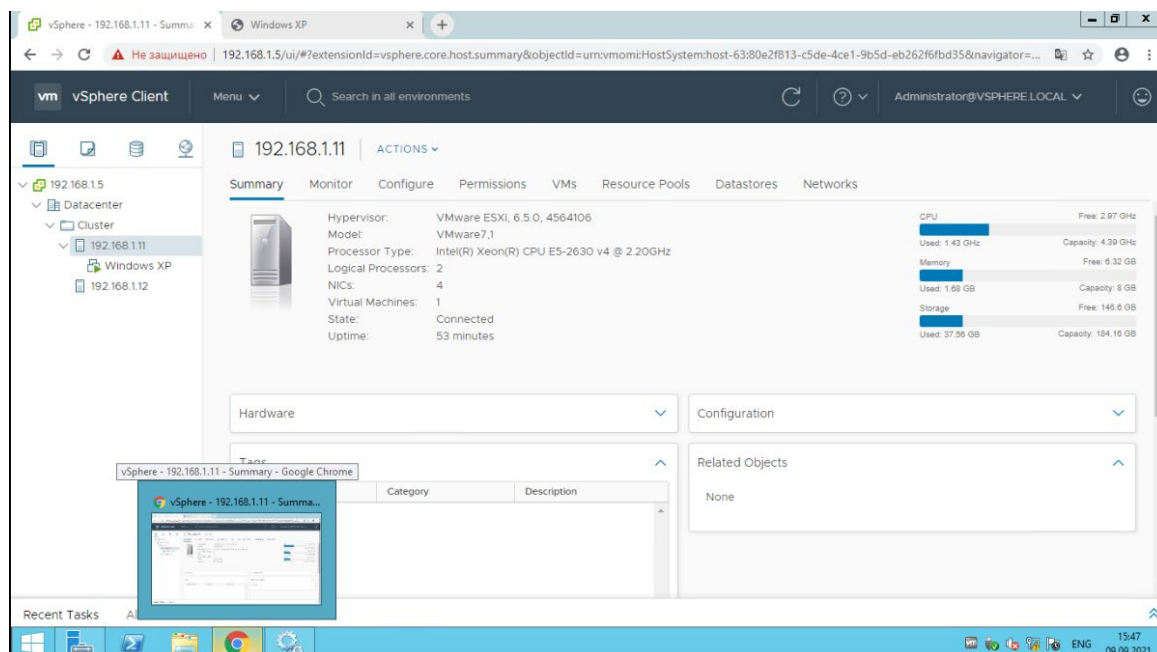 vSphere - 192.168.1.11 - Summa
Windows XP
Не защищено
192.168.1.5/ui/#?extensionId=vsphere.core.host.summary&objectId=urn:vmomi:HostSystem:host-63:80e2f813-c5de-4ce1-9b5d-eb262f6fbd35&navigator=...
vm vSphere Client
Menu
Search in all environments
Administrator@VSPHERE.LOCAL
192.168.1.11
ACTIONS
Summary Monitor Configure Permissions VMs Resource Pools Datastores Networks
192.168.1.5
Datacenter
Cluster
192.168.1.11
Windows XP
192.168.1.12
Hypervisor: VMware ESXi, 6.5.0, 4564106
Model: VMware7,1
Processor Type: Intel(R) Xeon(R) CPU E5-2630 v4 @ 2.20GHz
Logical Processors: 2
NICs: 4
Virtual Machines: 1
State: Connected
Uptime: 53 minutes
CPU Free: 2.97 GHz
Used: 1.43 GHz Capacity: 4.39 GHz
Memory Free: 6.32 GB
Used: 1.68 GB Capacity: 8 GB
Storage Free: 146.6 GB
Used: 37.56 GB Capacity: 184.16 GB
Hardware
Configuration
Tags
Category Description
Related Objects
None
vSphere - 192.168.1.11 - Summary - Google Chrome
vSphere - 192.168.1.11 - Summa...
Recent Tasks Al
ENG
15:47
09.09.2021